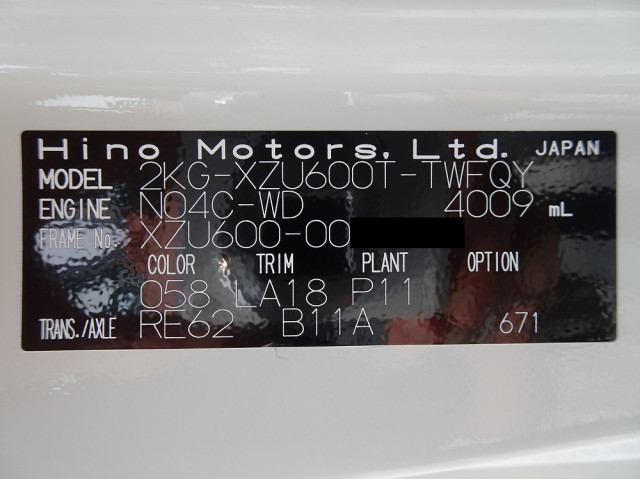 Hino Motors, Ltd. JAPAN
MODEL 2KG-XZU600T-TWFQY
ENGINE N04C-WD 4009 mL
FRAME No. XZU600-00
COLOR TRIM PLANT OPTION
058 LA18 P11
TRANS./AXLE RE62 B11A 671